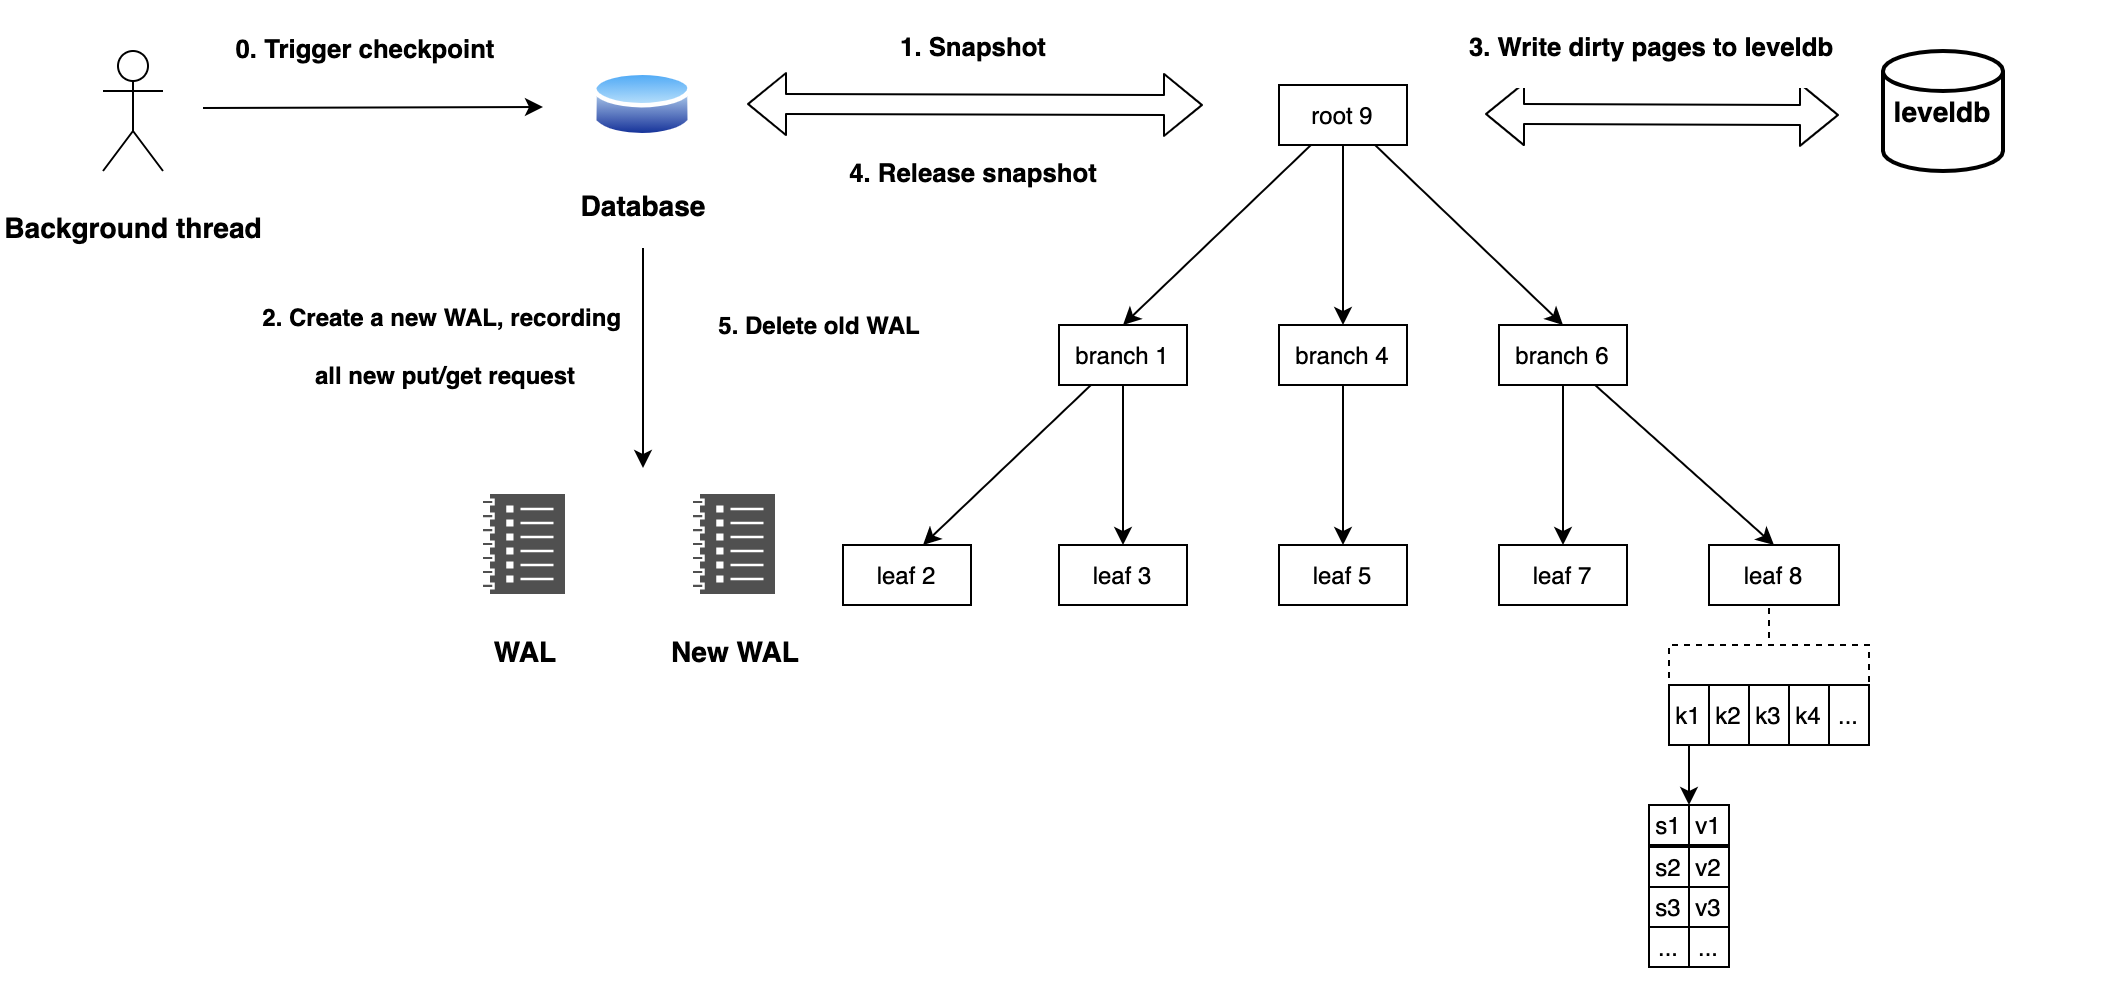 0. Trigger checkpoint
1. Snapshot
3. Write dirty pages to leveldb
leveldb
root 9
4. Release snapshot
Database
Background thread
2. Create a new WAL, recording
all new put/get request
5. Delete old WAL
branch 1
branch 4
branch 6
leaf 2
leaf 3
leaf 5
leaf 7
leaf 8
WAL
New WAL
k1 k2 k3 k4 ...
s1 v1
s2 v2
s3 v3
... ...